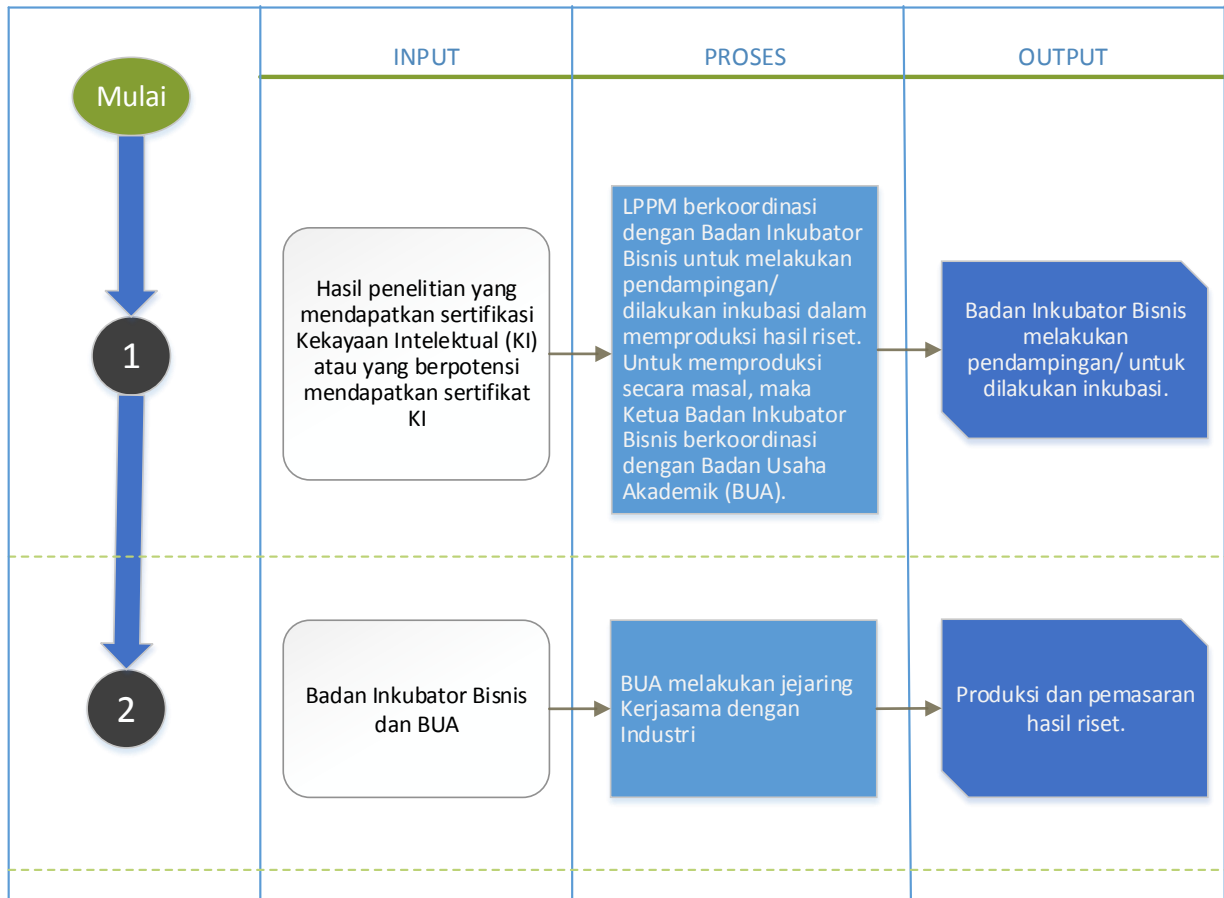 INPUT
PROSES
OUTPUT
Mulai
1
Hasil penelitian yang
mendapatkan sertifikasi
Kekayaan Intelektual (KI)
atau yang berpotensi
mendapatkan sertifikat
KI
LPPM berkoordinasi
dengan Badan Inkubator
Bisnis untuk melakukan
pendampingan/
dilakukan inkubasi dalam
memproduksi hasil riset.
Untuk memproduksi
secara masal, maka
Ketua Badan Inkubator
Bisnis berkoordinasi
dengan Badan Usaha
Akademik (BUA).
Badan Inkubator Bisnis
melakukan
pendampingan/ untuk
dilakukan inkubasi.
2
Badan Inkubator Bisnis
dan BUA
BUA melakukan jejaring
Kerjasama dengan
Industri
Produksi dan pemasaran
hasil riset.